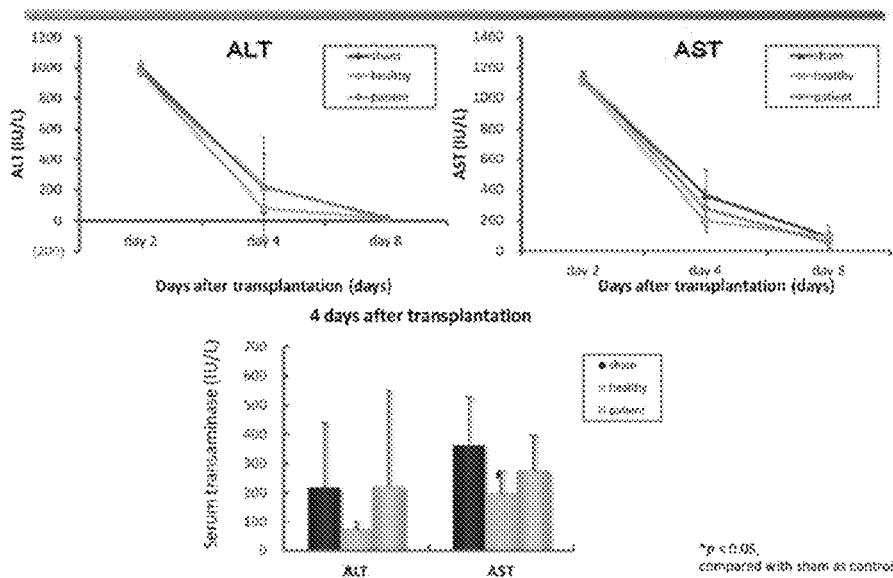 ALT
1200
1000
800
600
400
200
0
(200)
ALT (IU/L)
sham
healthy
patient
day 2
day 4
day 8
Days after transplantation (days)
AST
1400
1200
1000
800
600
400
200
0
AST (IU/L)
sham
healthy
patient
day 2
day 4
Days after transplantation (days)
4 days after transplantation
700
600
500
400
300
200
100
0
Serum transaminase (IU/L)
sham
healthy
patient
ALT
AST
*p < 0.05,
compared with sham as control